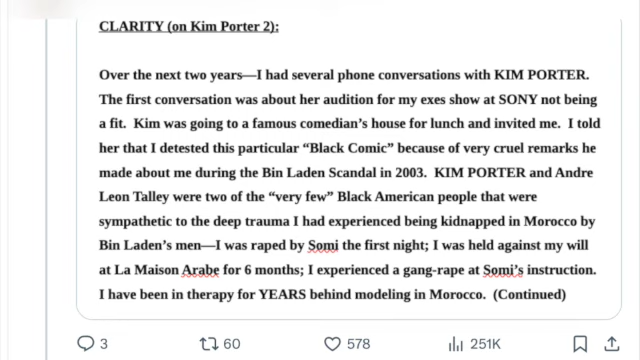 CLARITY (on Kim Porter 2):
Over the next two years—I had several phone conversations with KIM PORTER.
The first conversation was about her audition for my exes show at SONY not being
a fit.  Kim was going to a famous comedian’s house for lunch and invited me.  I told
her that I detested this particular “Black Comic” because of very cruel remarks he
made about me during the Bin Laden Scandal in 2003.  KIM PORTER and Andre
Leon Talley were two of the “very few” Black American people that were
sympathetic to the deep trauma I had experienced being kidnapped in Morocco by
Bin Laden’s men—I was raped by Somi the first night; I was held against my will
at La Maison Arabe for 6 months; I experienced a gang-rape at Somi’s instruction.
I have been in therapy for YEARS behind modeling in Morocco.  (Continued)
3 60 578 251K